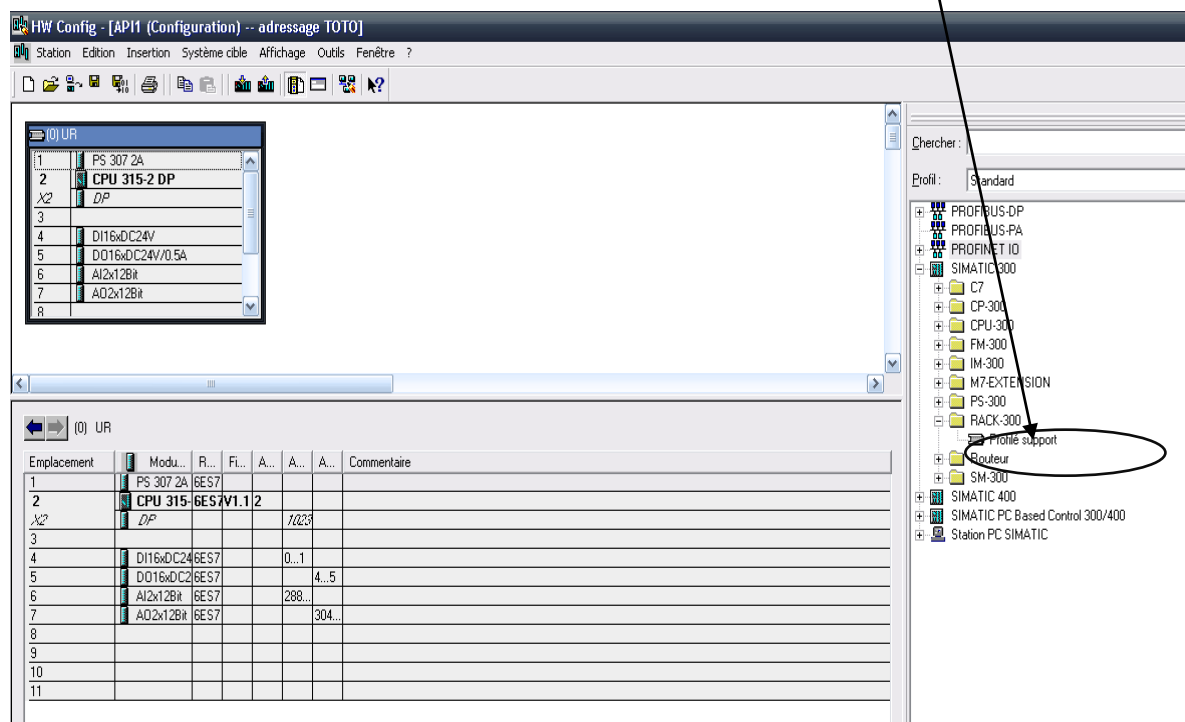 HW Config - [API1 (Configuration) -- adressage TOTO]
Station Edition Insertion Système cible Affichage Outils Fenêtre ?
(0) UR
1 PS 307 2A
2 CPU 315-2 DP
X2 DP
3
4 DI16xDC24V
5 DO16xDC24V/0.5A
6 AI2x12Bit
7 AO2x12Bit
8
(0) UR
Emplacement Modu... R... Fi... A... A... A... Commentaire
1 PS 307 2A 6ES7
2 CPU 315- 6ES7 V1.1 2
X2 DP 1023
3
4 DI16xDC24 6ES7 0...1
5 DO16xDC2 6ES7 4...5
6 AI2x12Bit 6ES7 288...
7 AO2x12Bit 6ES7 304...
8
9
10
11
Chercher :
Profil : Standard
PROFIBUS-DP
PROFIBUS-PA
PROFINET IO
SIMATIC 300
C7
CP-300
CPU-300
FM-300
IM-300
M7-EXTENSION
PS-300
RACK-300
Profilé support
Routeur
SM-300
SIMATIC 400
SIMATIC PC Based Control 300/400
Station PC SIMATIC